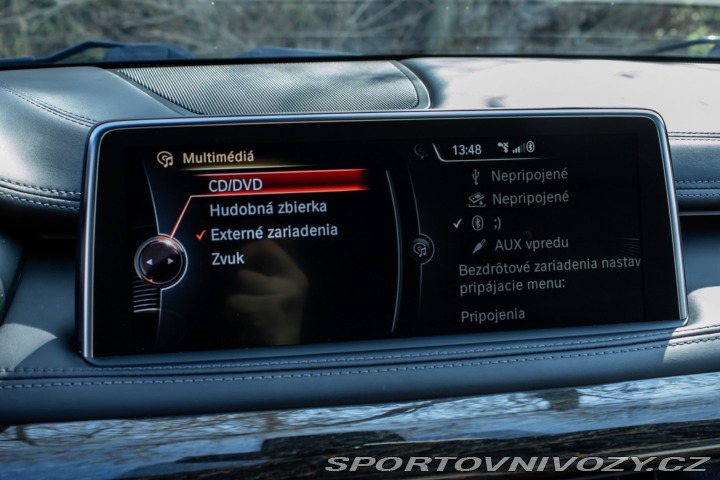 Multimédiá
CD/DVD
Hudobná zbierka
Externé zariadenia
Zvuk
13:48
Nepripojené
Nepripojené
;)
AUX vpredu
Bezdrôtové zariadenia nastav
pripájacie menu:
Pripojenia
SPORTOVNIVOZY.CZ